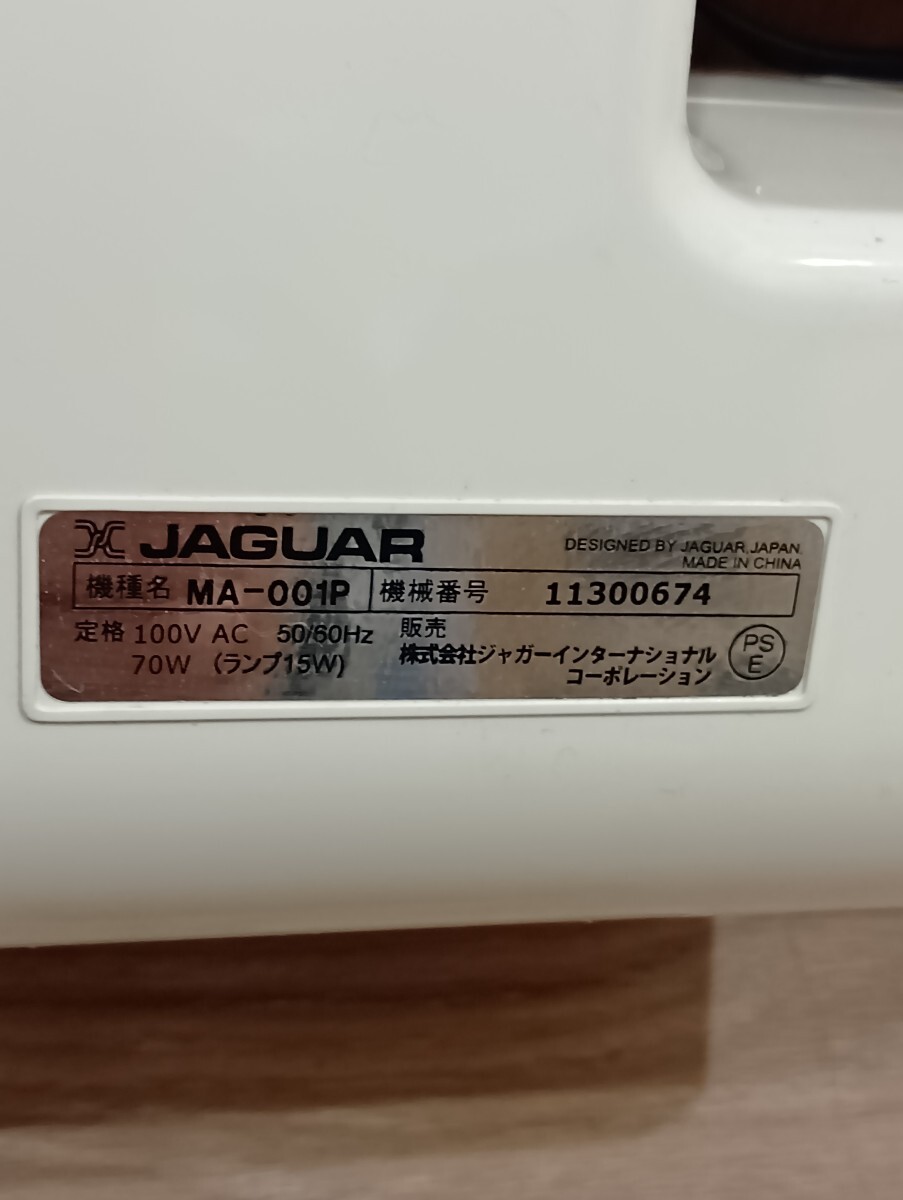 JAGUAR
DESIGNED BY JAGUAR, JAPAN.
MADE IN CHINA
機種名 MA-001P 機械番号 11300674
定格 100V AC 50/60Hz
70W (ランプ15W)
販売
株式会社ジャガーインターナショナル
コーポレーション
PS
E